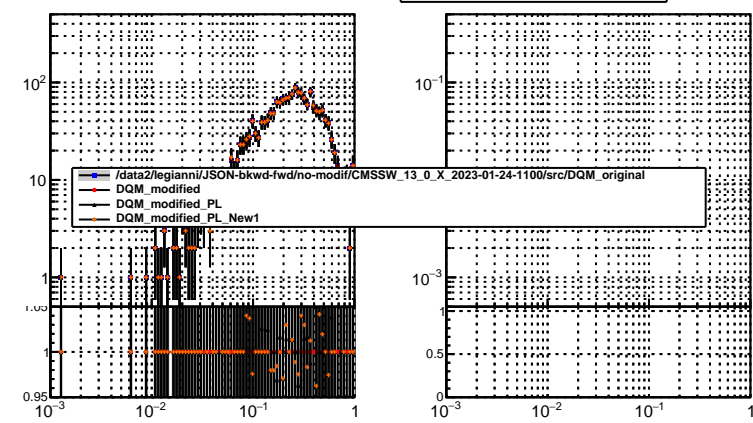 10²
10
1
1.05
1
0.95
10⁻³ 10⁻² 10⁻¹ 1
/data2/legianni/JSON-bkwd-fwd/no-modif/CMSSW_13_0_X_2023-01-24-1100/src/DQM_original
DQM_modified
DQM_modified_PL
DQM_modified_PL_New1
10⁻¹
10⁻³
1
0.5
0
10⁻³ 10⁻² 10⁻¹ 1